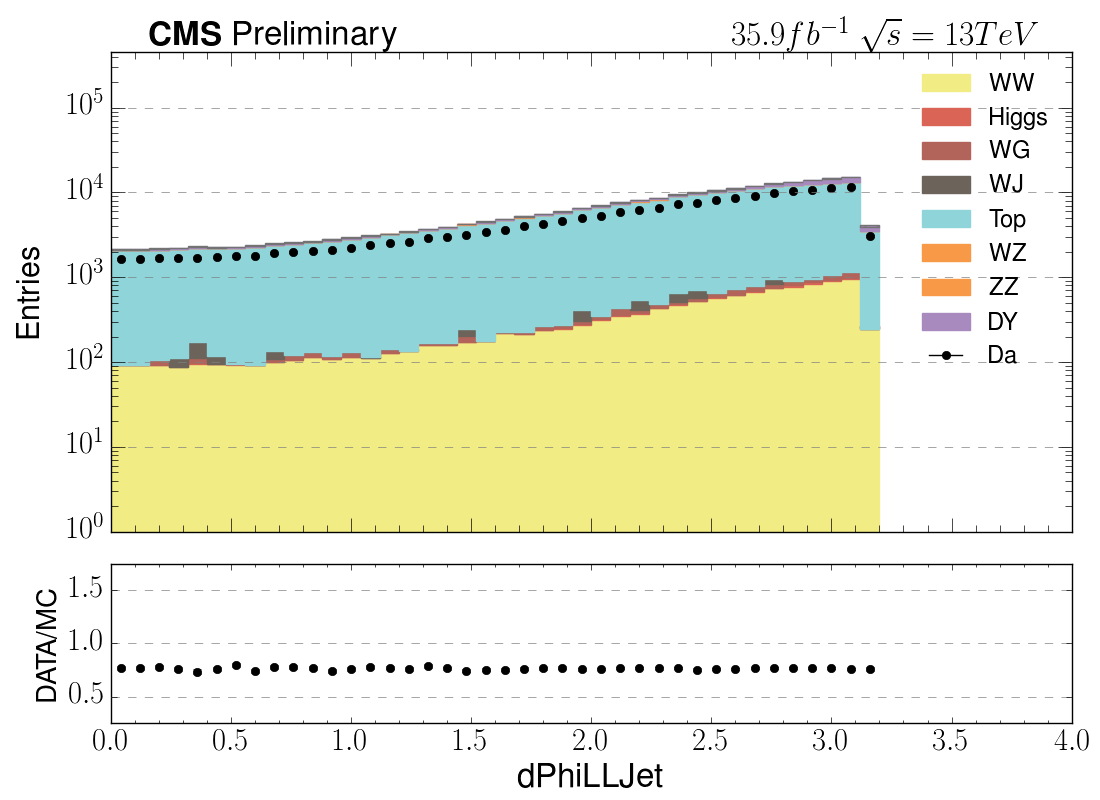 CMS Preliminary 35.9fb⁻¹ √s = 13TeV
Entries
10⁵
10⁴
10³
10²
10¹
10⁰
WW
Higgs
WG
WJ
Top
WZ
ZZ
DY
Da
DATA/MC
1.5
1.0
0.5
0.0 0.5 1.0 1.5 2.0 2.5 3.0 3.5 4.0
dPhiLLJet